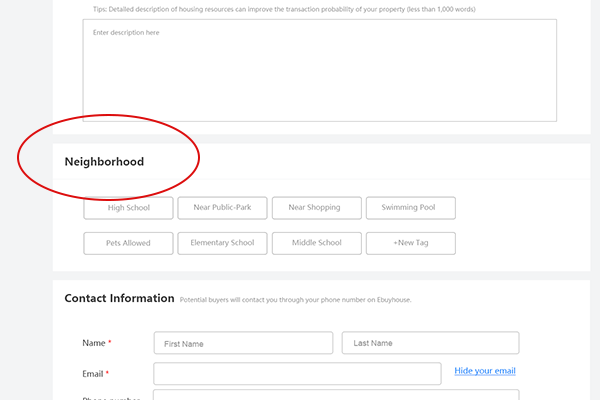 Tips: Detailed description of housing resources can improve the transaction probability of your property (less than 1,000 words)
Enter description here
Neighborhood
High School Near Public-Park Near Shopping Swimming Pool
Pets Allowed Elementary School Middle School +New Tag
Contact Information Potential buyers will contact you through your phone number on Ebuyhouse.
Name * First Name Last Name
Email * Hide your email
Phone number